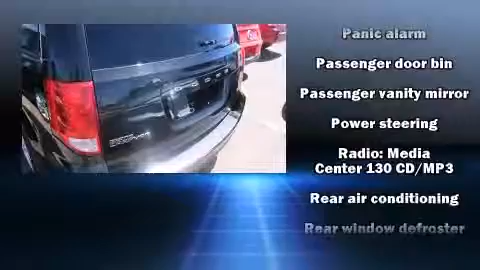 DODGE
Panic alarm
Passenger door bin
Passenger vanity mirror
Power steering
Radio: Media
Center 130 CD/MP3
Rear air conditioning
Rear window defroster